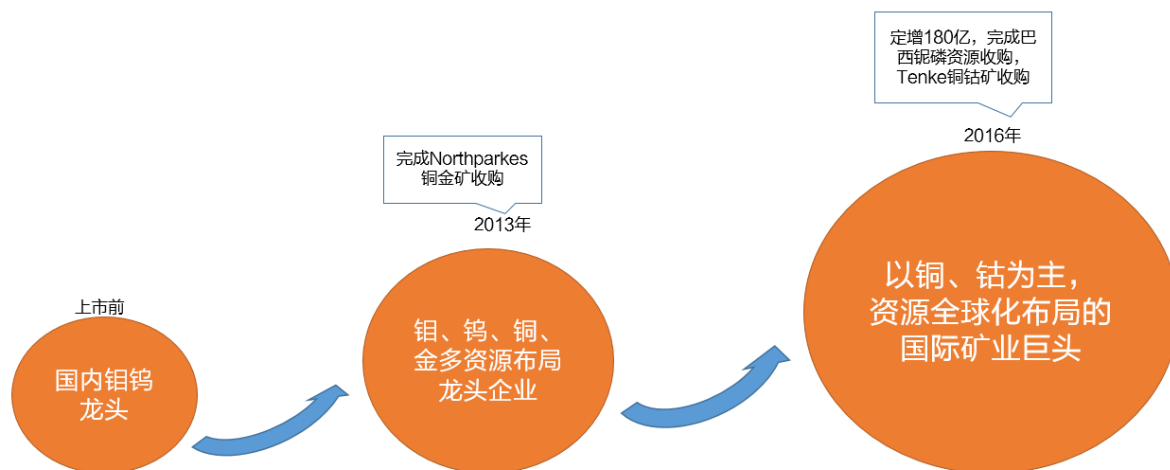 上市前
国内钼钨
龙头
完成Northparkes
铜金矿收购
2013年
钼、钨、铜、
金多资源布局
龙头企业
定增180亿，完成巴
西铌磷资源收购，
Tenke铜钴矿收购
2016年
以铜、钴为主，
资源全球化布局的
国际矿业巨头